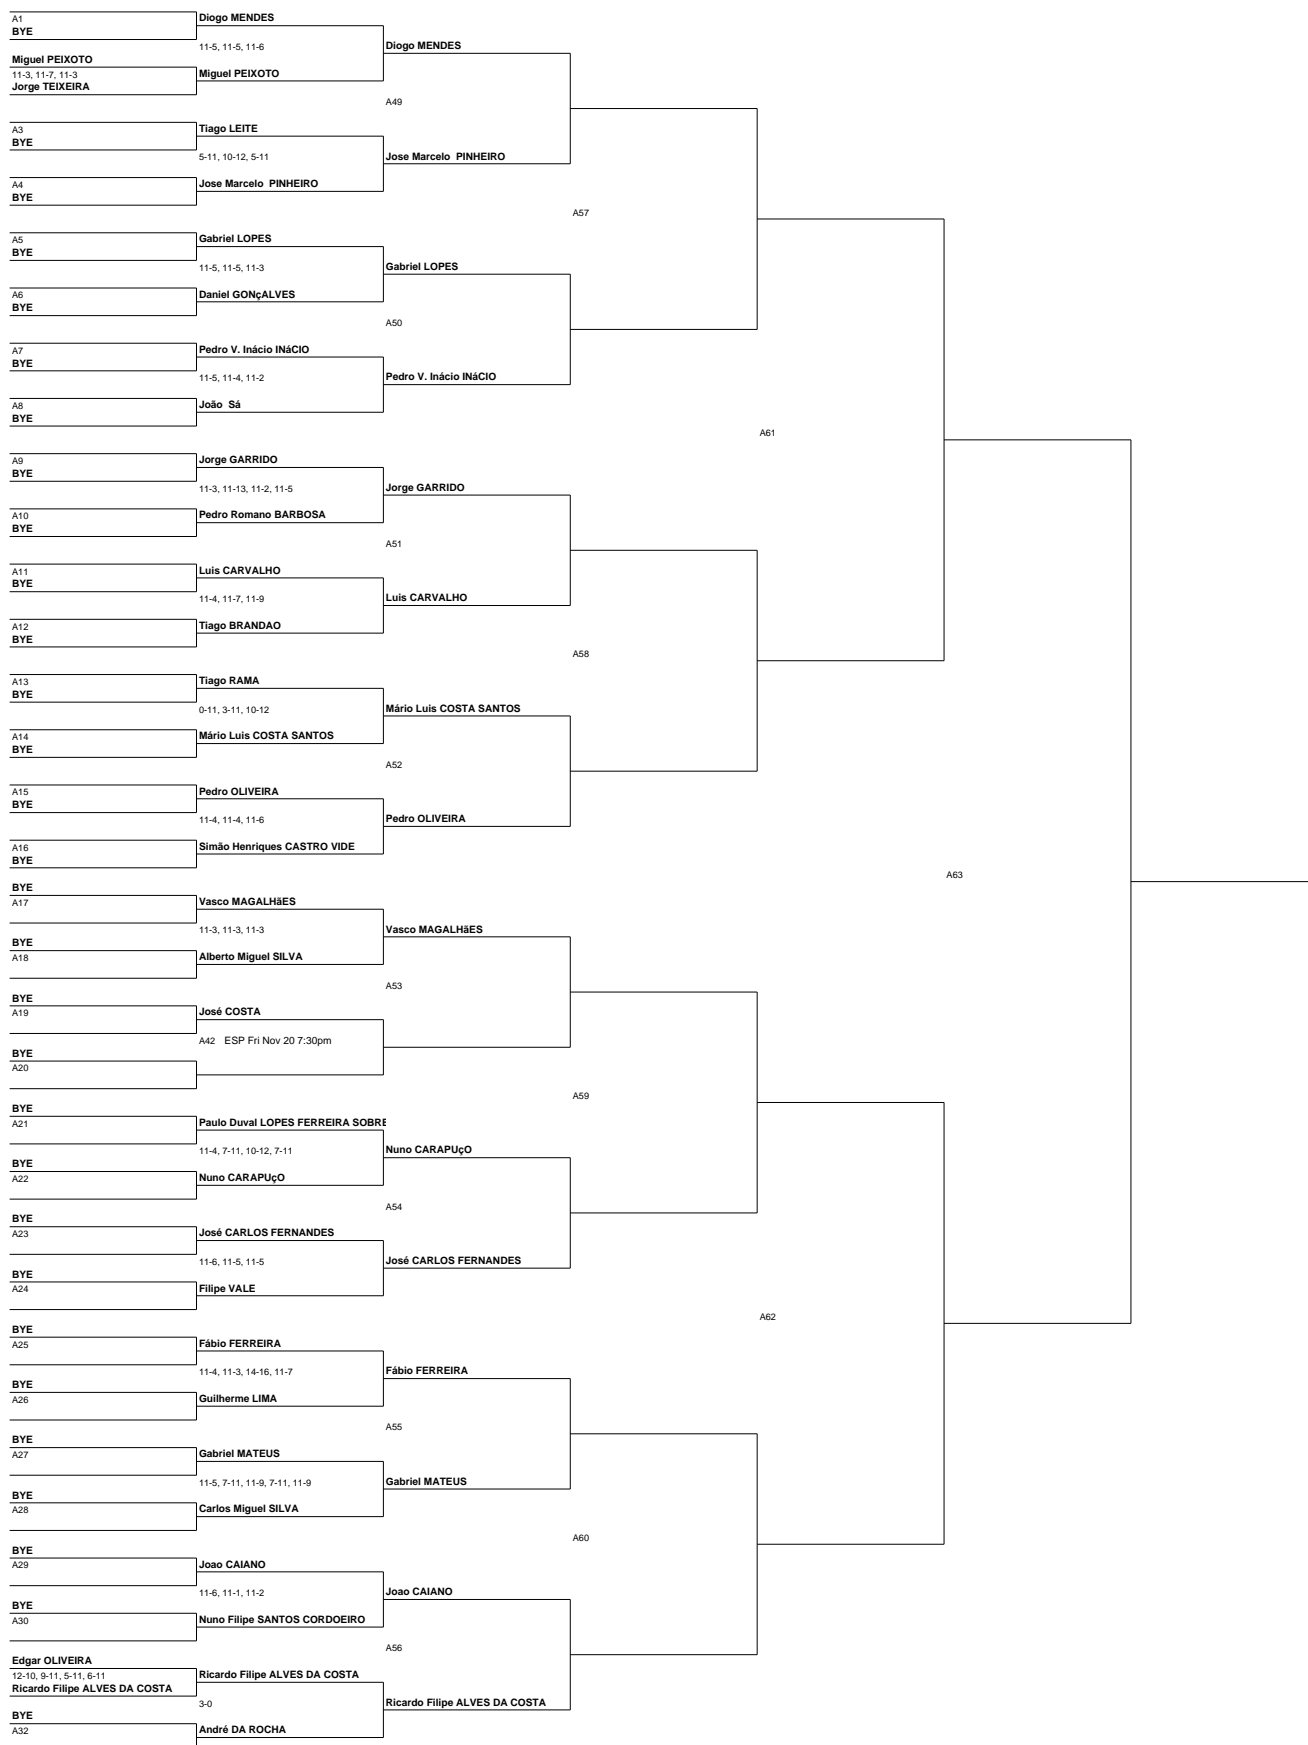 A1
BYE
Diogo MENDES
11-5, 11-5, 11-6
Diogo MENDES
Miguel PEIXOTO
11-3, 11-7, 11-3
Jorge TEIXEIRA
Miguel PEIXOTO
A49
A3
BYE
Tiago LEITE
5-11, 10-12, 5-11
Jose Marcelo  PINHEIRO
A4
BYE
Jose Marcelo  PINHEIRO
A57
A5
BYE
Gabriel LOPES
11-5, 11-5, 11-3
Gabriel LOPES
A6
BYE
Daniel GONçALVES
A50
A7
BYE
Pedro V. Inácio INáCIO
11-5, 11-4, 11-2
Pedro V. Inácio INáCIO
A8
BYE
João  Sá
A61
A9
BYE
Jorge GARRIDO
11-3, 11-13, 11-2, 11-5
Jorge GARRIDO
A10
BYE
Pedro Romano BARBOSA
A51
A11
BYE
Luis CARVALHO
11-4, 11-7, 11-9
Luis CARVALHO
A12
BYE
Tiago BRANDAO
A58
A13
BYE
Tiago RAMA
0-11, 3-11, 10-12
Mário Luis COSTA SANTOS
A14
BYE
Mário Luis COSTA SANTOS
A52
A15
BYE
Pedro OLIVEIRA
11-4, 11-4, 11-6
Pedro OLIVEIRA
A16
BYE
Simão Henriques CASTRO VIDE
A63
BYE
A17
Vasco MAGALHãES
11-3, 11-3, 11-3
Vasco MAGALHãES
BYE
A18
Alberto Miguel SILVA
A53
BYE
A19
José COSTA
A42   ESP Fri Nov 20 7:30pm
BYE
A20
A59
BYE
A21
Paulo Duval LOPES FERREIRA SOBRE
11-4, 7-11, 10-12, 7-11
Nuno CARAPUçO
BYE
A22
Nuno CARAPUçO
A54
BYE
A23
José CARLOS FERNANDES
11-6, 11-5, 11-5
José CARLOS FERNANDES
BYE
A24
Filipe VALE
A62
BYE
A25
Fábio FERREIRA
11-4, 11-3, 14-16, 11-7
Fábio FERREIRA
BYE
A26
Guilherme LIMA
A55
BYE
A27
Gabriel MATEUS
11-5, 7-11, 11-9, 7-11, 11-9
Gabriel MATEUS
BYE
A28
Carlos Miguel SILVA
A60
BYE
A29
Joao CAIANO
11-6, 11-1, 11-2
Joao CAIANO
BYE
A30
Nuno Filipe SANTOS CORDOEIRO
A56
Edgar OLIVEIRA
12-10, 9-11, 5-11, 6-11
Ricardo Filipe ALVES DA COSTA
Ricardo Filipe ALVES DA COSTA
3-0
Ricardo Filipe ALVES DA COSTA
BYE
A32
André DA ROCHA